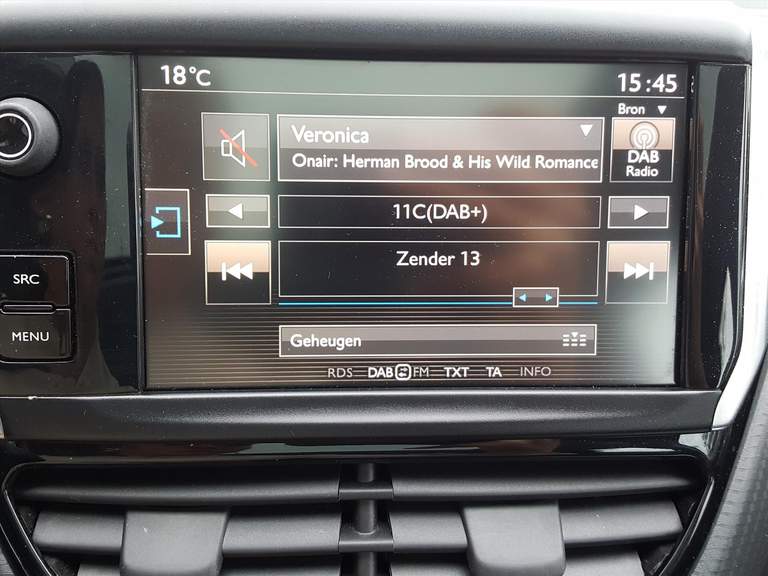 18°C 15:45
Bron ▼
Veronica
Onair: Herman Brood & His Wild Romance
DAB
Radio
11C(DAB+)
Zender 13
SRC
MENU
Geheugen
RDS DAB FM TXT TA INFO